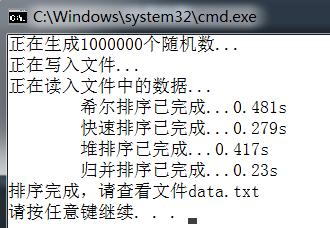 C:\Windows\system32\cmd.exe
正在生成1000000个随机数...
正在写入文件...
正在读入文件中的数据...
希尔排序已完成...0.481s
快速排序已完成...0.279s
堆排序已完成...0.417s
归并排序已完成...0.23s
排序完成，请查看文件data.txt
请按任意键继续. . .